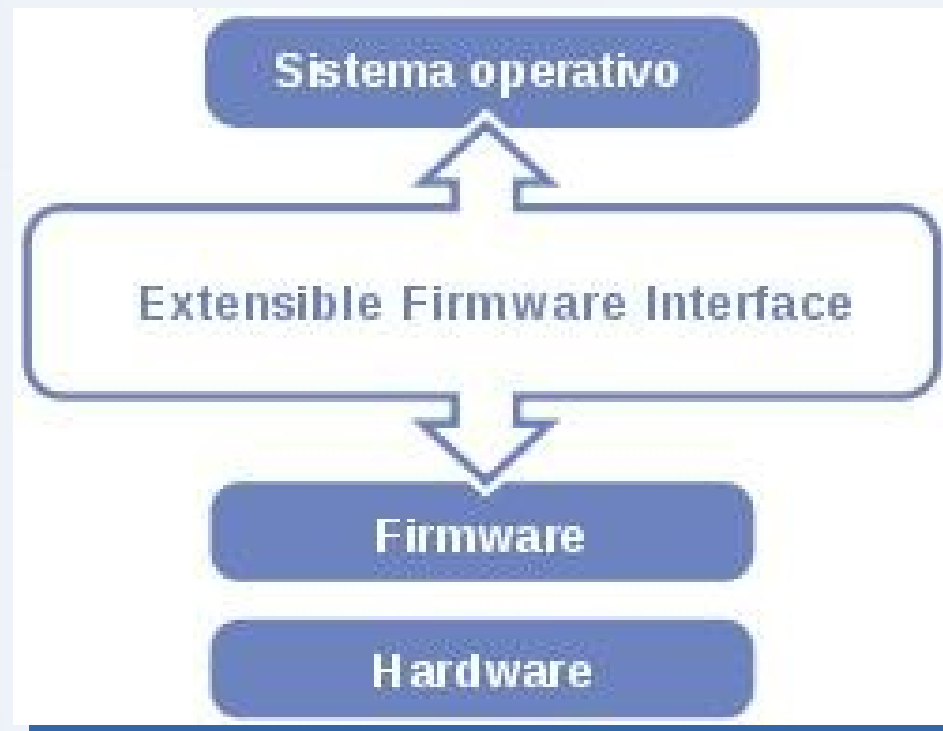 Sistema operativo
Extensible Firmware Interface
Firmware
Hardware